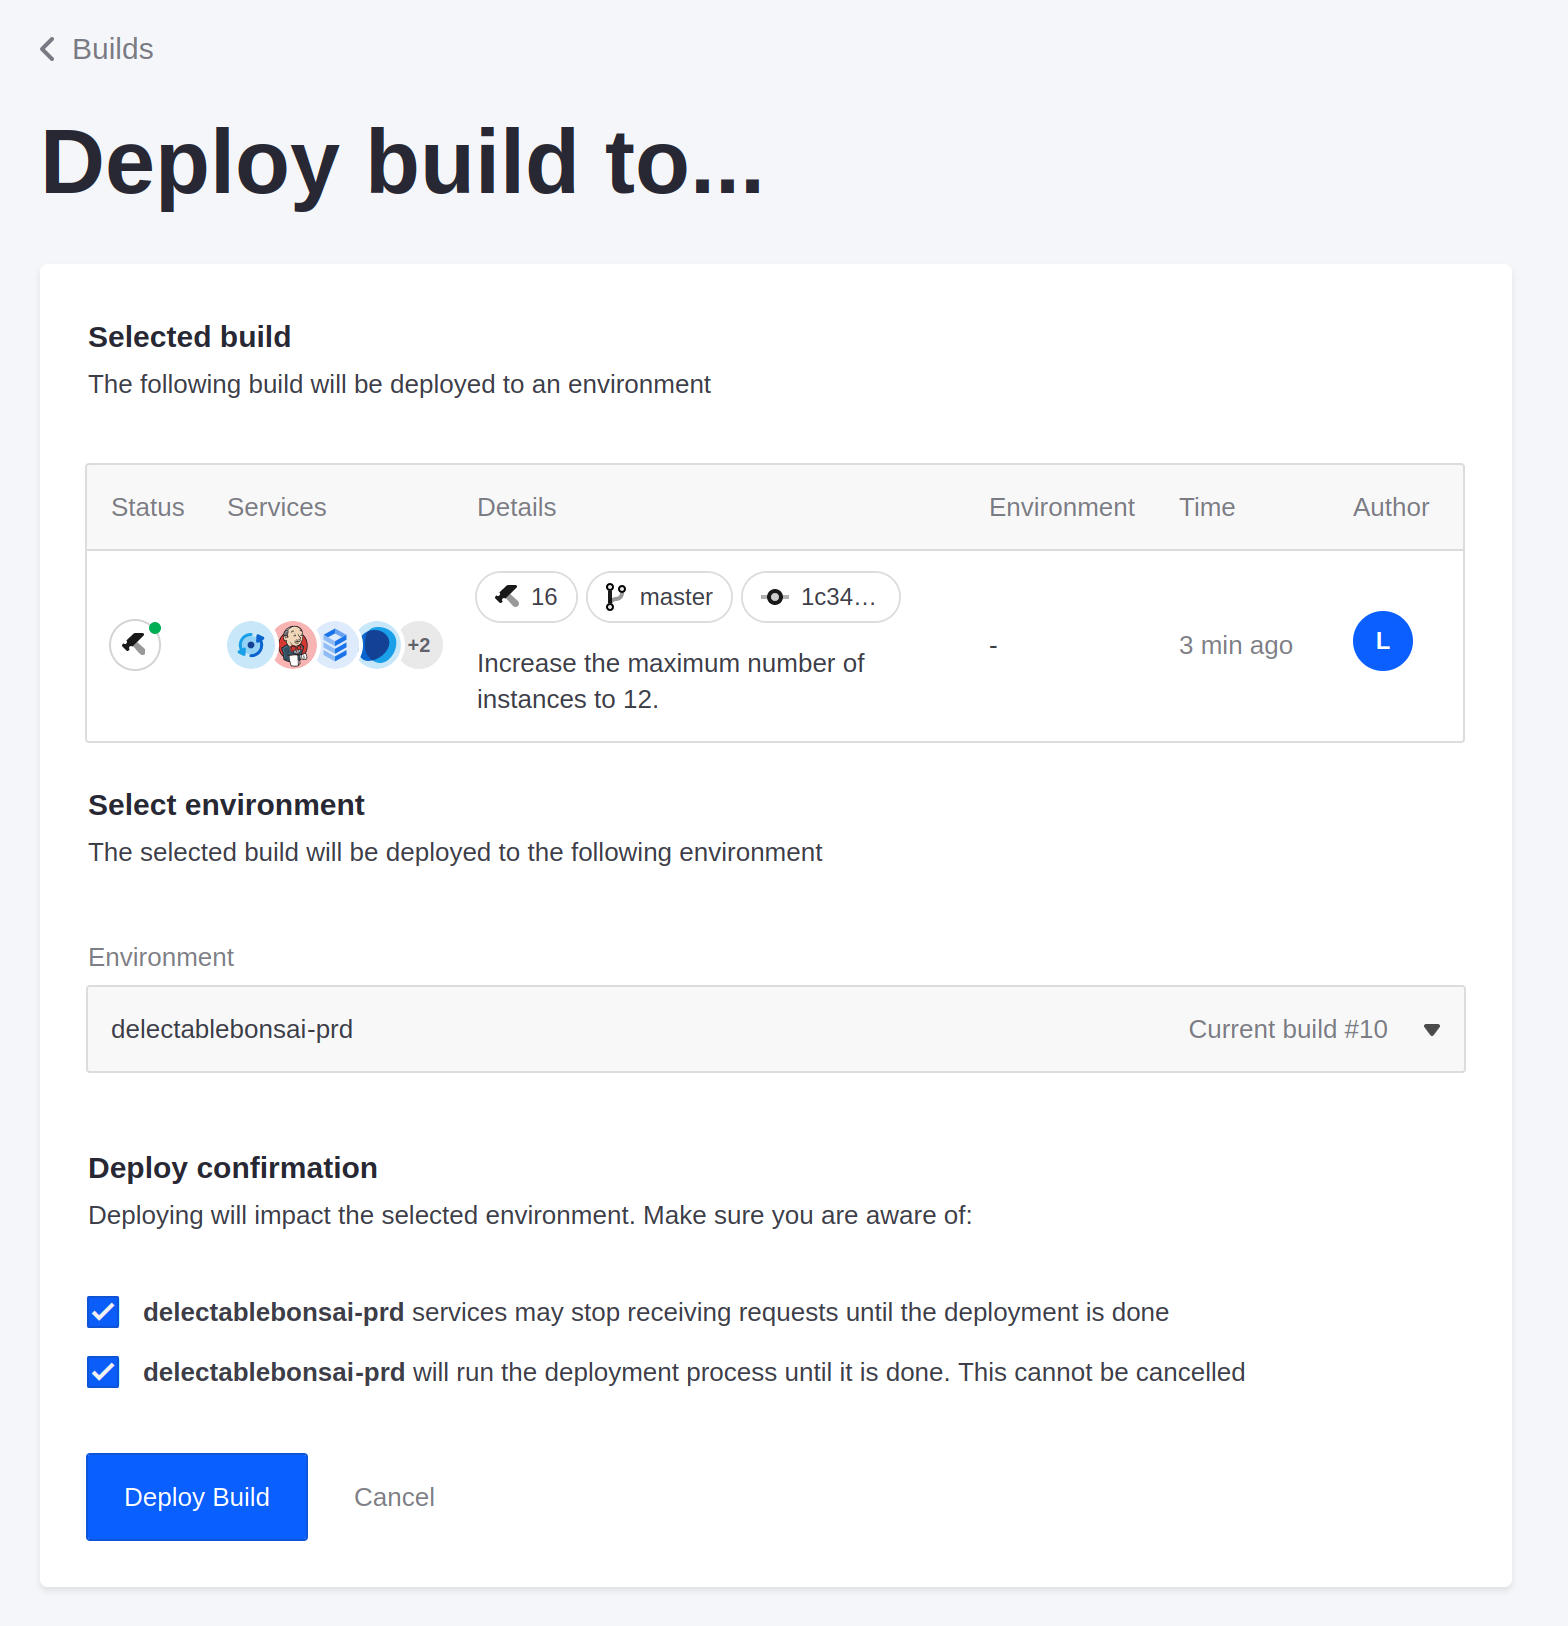 Builds
Deploy build to...
Selected build
The following build will be deployed to an environment
Status Services Details Environment Time Author
16 master 1c34...
+2 - 3 min ago L
Increase the maximum number of
instances to 12.
Select environment
The selected build will be deployed to the following environment
Environment
delectablebonsai-prd Current build #10
Deploy confirmation
Deploying will impact the selected environment. Make sure you are aware of:
delectablebonsai-prd services may stop receiving requests until the deployment is done
delectablebonsai-prd will run the deployment process until it is done. This cannot be cancelled
Deploy Build Cancel